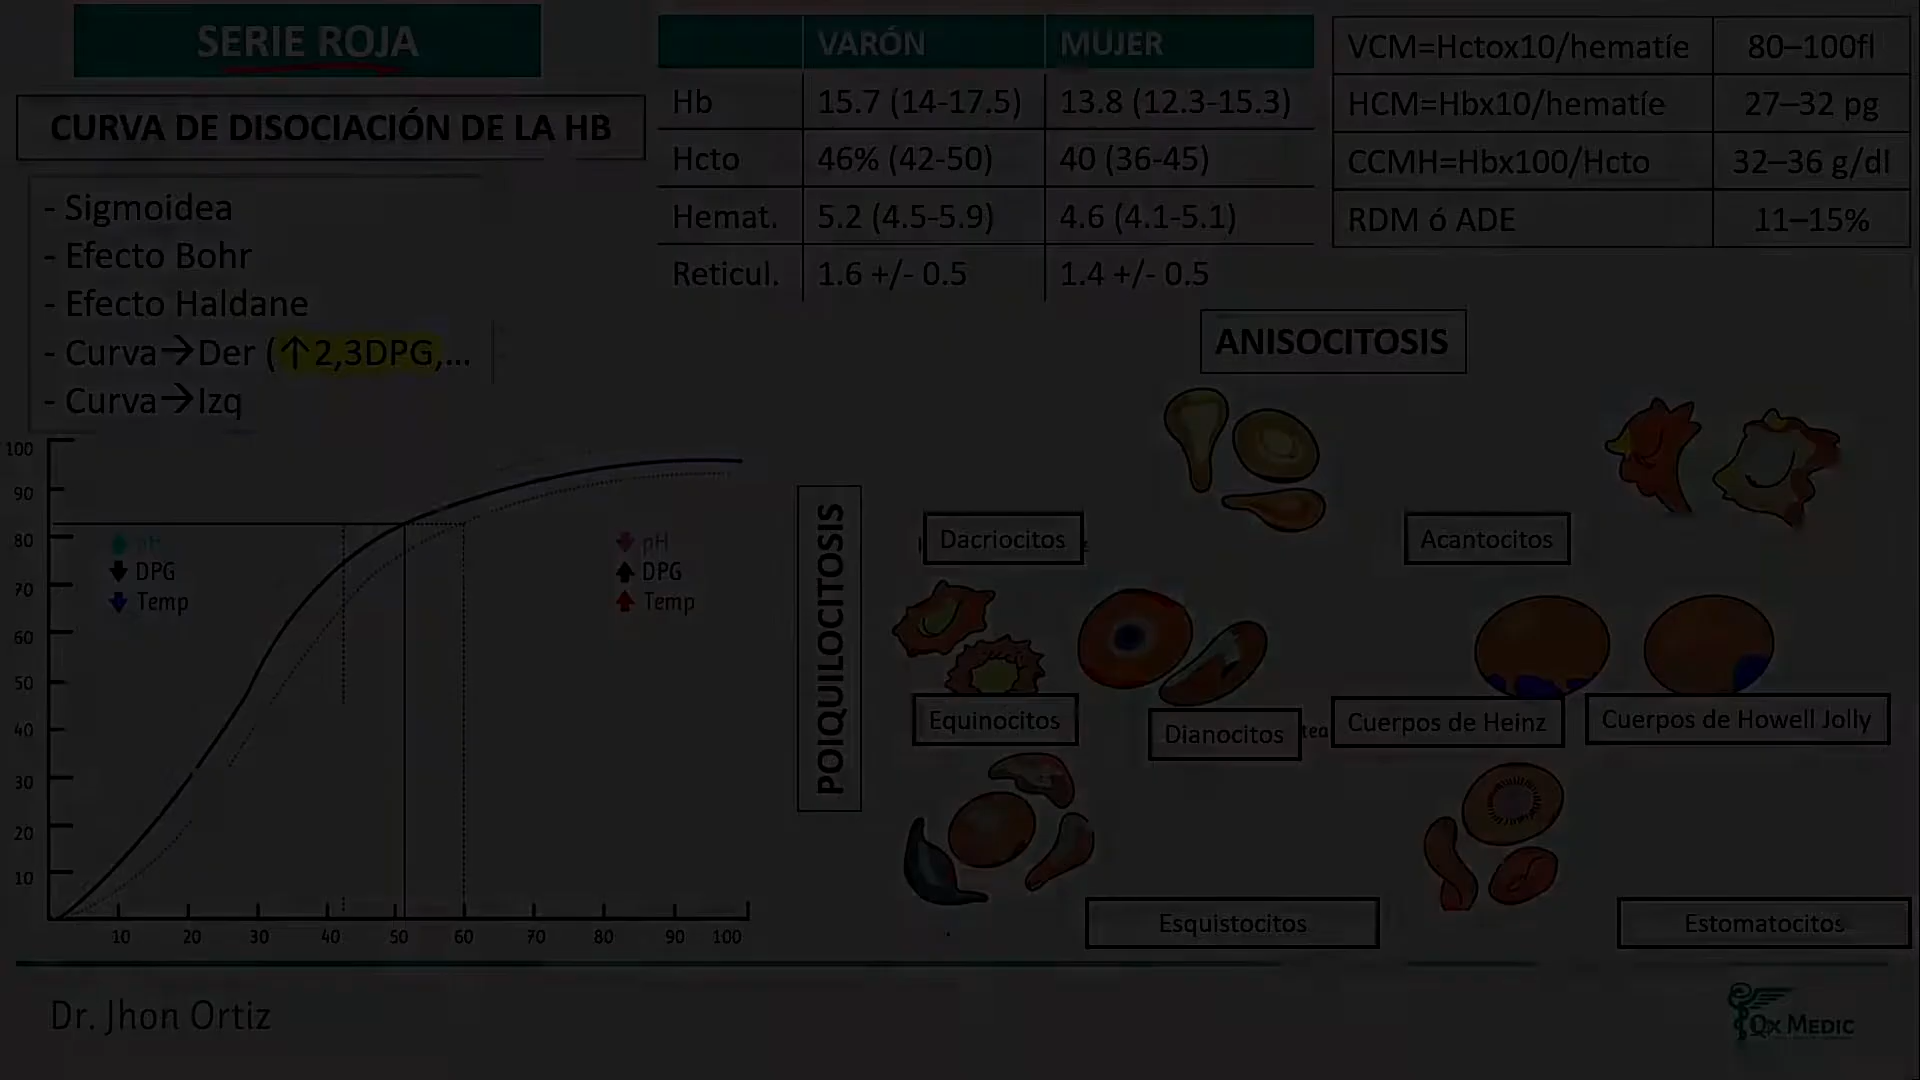 SERIE ROJA
CURVA DE DISOCIACIÓN DE LA HB
- Sigmoidea
- Efecto Bohr
- Efecto Haldane
- Curva→Der (↑2,3DPG,...
- Curva→Izq
VARÓN MUJER
Hb 15.7 (14-17.5) 13.8 (12.3-15.3)
Hcto 46% (42-50) 40 (36-45)
Hemat. 5.2 (4.5-5.9) 4.6 (4.1-5.1)
Reticul. 1.6 +/- 0.5 1.4 +/- 0.5
VCM=Hctox10/hematíe 80–100fl
HCM=Hbx10/hematíe 27–32 pg
CCMH=Hbx100/Hcto 32–36 g/dl
RDM ó ADE 11–15%
100
90
80
70
60
50
40
30
20
10
pH
DPG
Temp
pH
DPG
Temp
10 20 30 40 50 60 70 80 90 100
ANISOCITOSIS
POIQUILOCITOSIS
Dacriocitos
Acantocitos
Equinocitos
Dianocitos
Cuerpos de Heinz
Cuerpos de Howell Jolly
Esquistocitos
Estomatocitos
Dr. Jhon Ortiz
Qx MEDIC